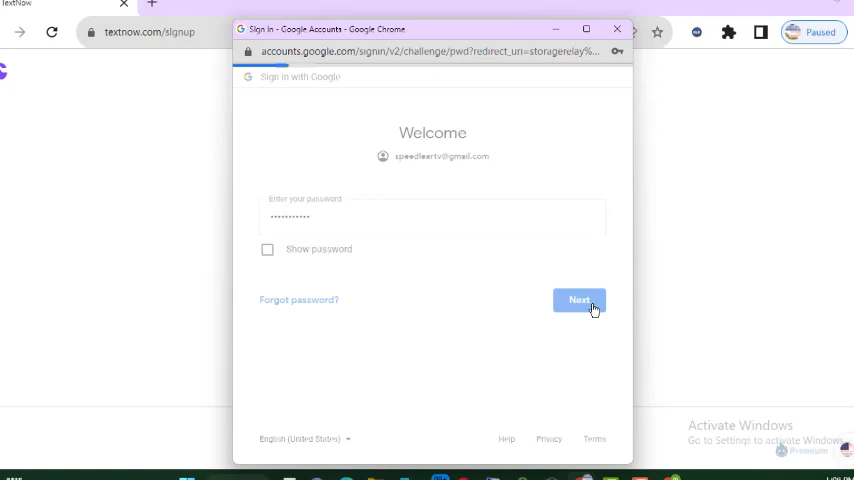 TextNow
Sign in - Google Accounts - Google Chrome
textnow.com/signup
Paused
accounts.google.com/signin/v2/challenge/pwd?redirect_uri=storagerelay%...
Sign in with Google
Welcome
speedleartv@gmail.com
Enter your password
•••••••••••
Show password
Forgot password?
Next
Activate Windows
Go to Settings to activate Windows.
Premium
English (United States)
Help
Privacy
Terms